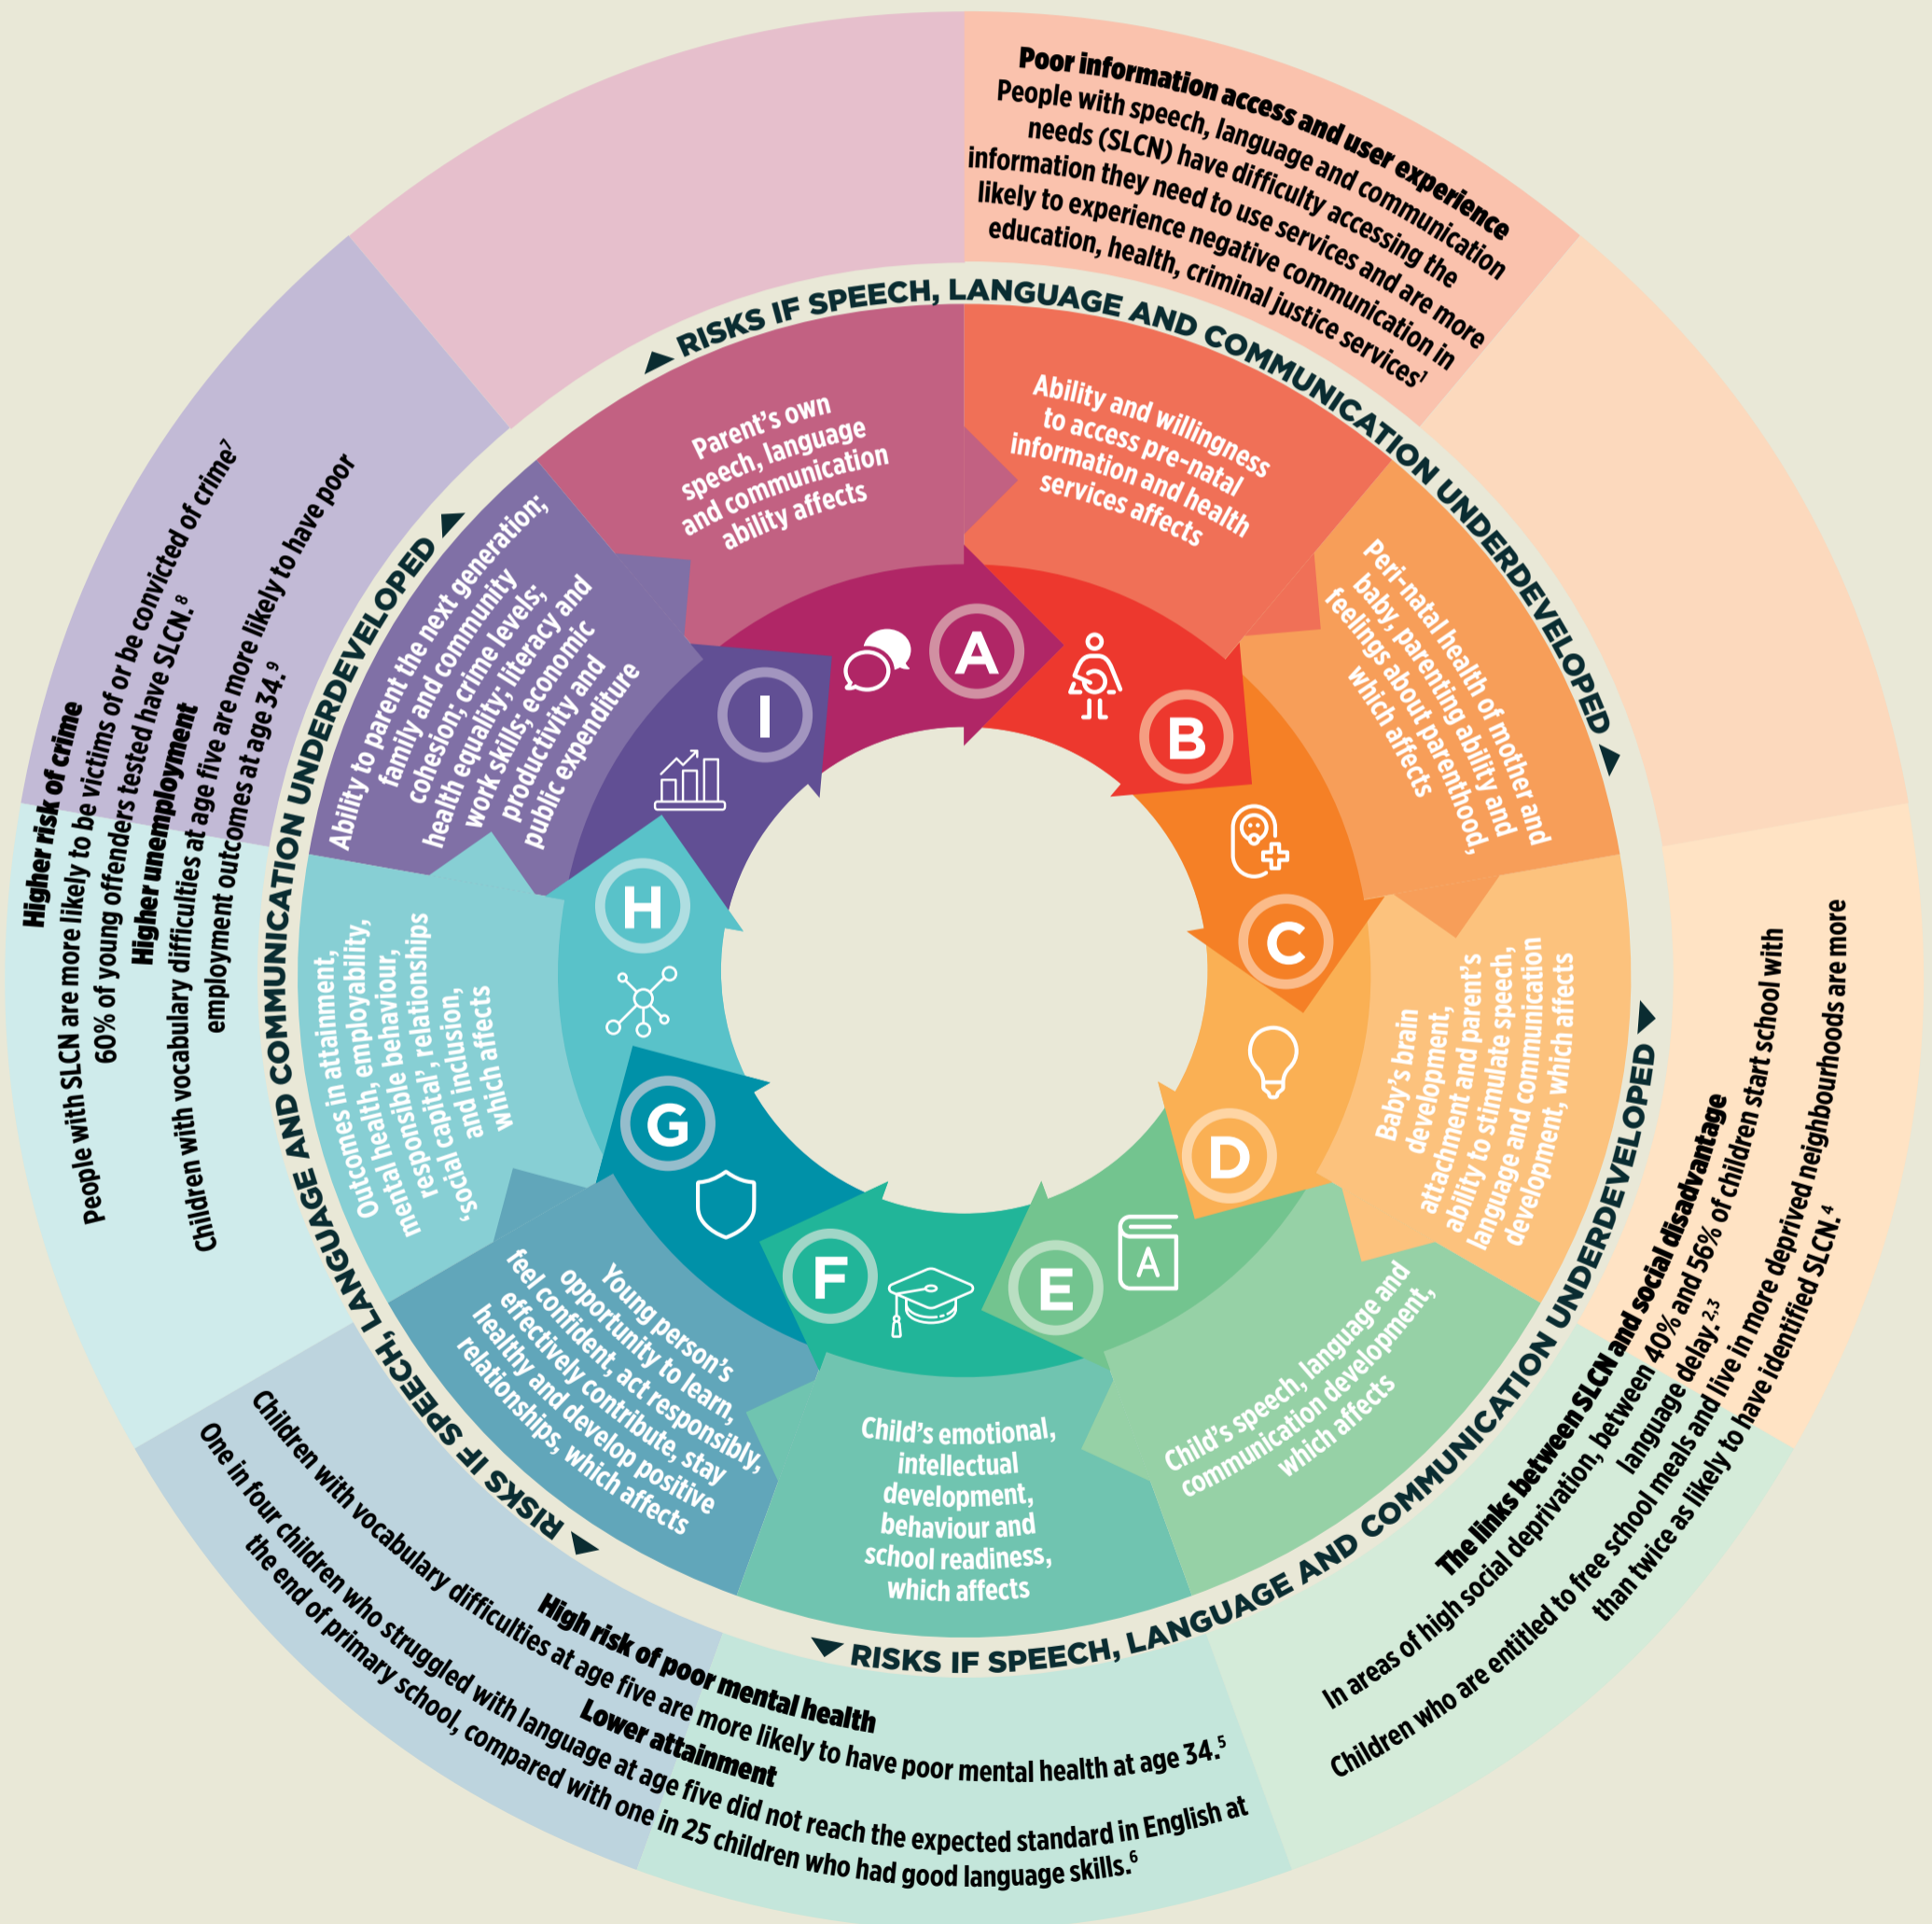 Poor information access and user experience
People with speech, language and communication
needs (SLCN) have difficulty accessing the
information they need to use services and are more
likely to experience negative communication in
education, health, criminal justice services¹
RISKS IF SPEECH, LANGUAGE AND COMMUNICATION UNDERDEVELOPED
Parent’s own
speech, language
and communication
ability affects
A
Ability and willingness
to access pre-natal
information and health
services affects
B
Peri-natal health of mother and
baby, parenting ability and
feelings about parenthood,
which affects
C
Baby’s brain
development,
attachment and parent’s
ability to stimulate speech,
language and communication
development, which affects
D
RISKS IF SPEECH, LANGUAGE AND COMMUNICATION UNDERDEVELOPED
The links between SLCN and social disadvantage
In areas of high social deprivation, between 40% and 56% of children start school with
language delay.²,³
Children who are entitled to free school meals and live in more deprived neighbourhoods are more
than twice as likely to have identified SLCN.⁴
Child’s speech, language and
communication development,
which affects
E
A
Child’s emotional,
intellectual
development,
behaviour and
school readiness,
which affects
F
Young person’s
opportunity to learn,
feel confident, act responsibly,
effectively contribute, stay
healthy and develop positive
relationships, which affects
G
High risk of poor mental health
Children with vocabulary difficulties at age five are more likely to have poor mental health at age 34.⁵
Lower attainment
One in four children who struggled with language at age five did not reach the expected standard in English at
the end of primary school, compared with one in 25 children who had good language skills.⁶
RISKS IF SPEECH, LANGUAGE AND COMMUNICATION UNDERDEVELOPED
Outcomes in attainment,
health, employability,
mental health, behaviour,
responsible relationships
‘social capital’,
and inclusion,
which affects
H
Ability to parent the next generation;
family and community
cohesion; crime levels;
health equality; literacy and
work skills; economic
productivity and
public expenditure
I
Higher risk of crime
People with SLCN are more likely to be victims of or be convicted of crime⁷
60% of young offenders tested have SLCN.⁸
Higher unemployment
Children with vocabulary difficulties at age five are more likely to have poor
employment outcomes at age 34.⁹